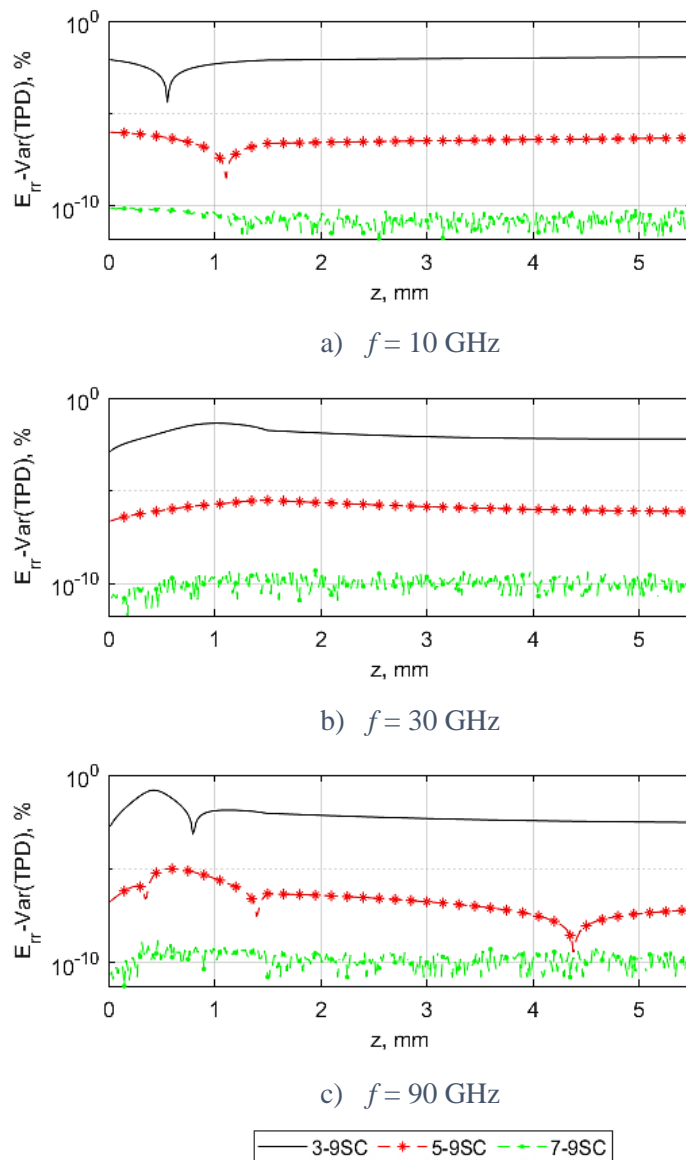 10^0
10^-10
E_rr-Var(TPD), %
0 1 2 3 4 5
z, mm
a) f = 10 GHz
10^0
10^-10
E_rr-Var(TPD), %
0 1 2 3 4 5
z, mm
b) f = 30 GHz
10^0
10^-10
E_rr-Var(TPD), %
0 1 2 3 4 5
z, mm
c) f = 90 GHz
3-9SC 5-9SC 7-9SC